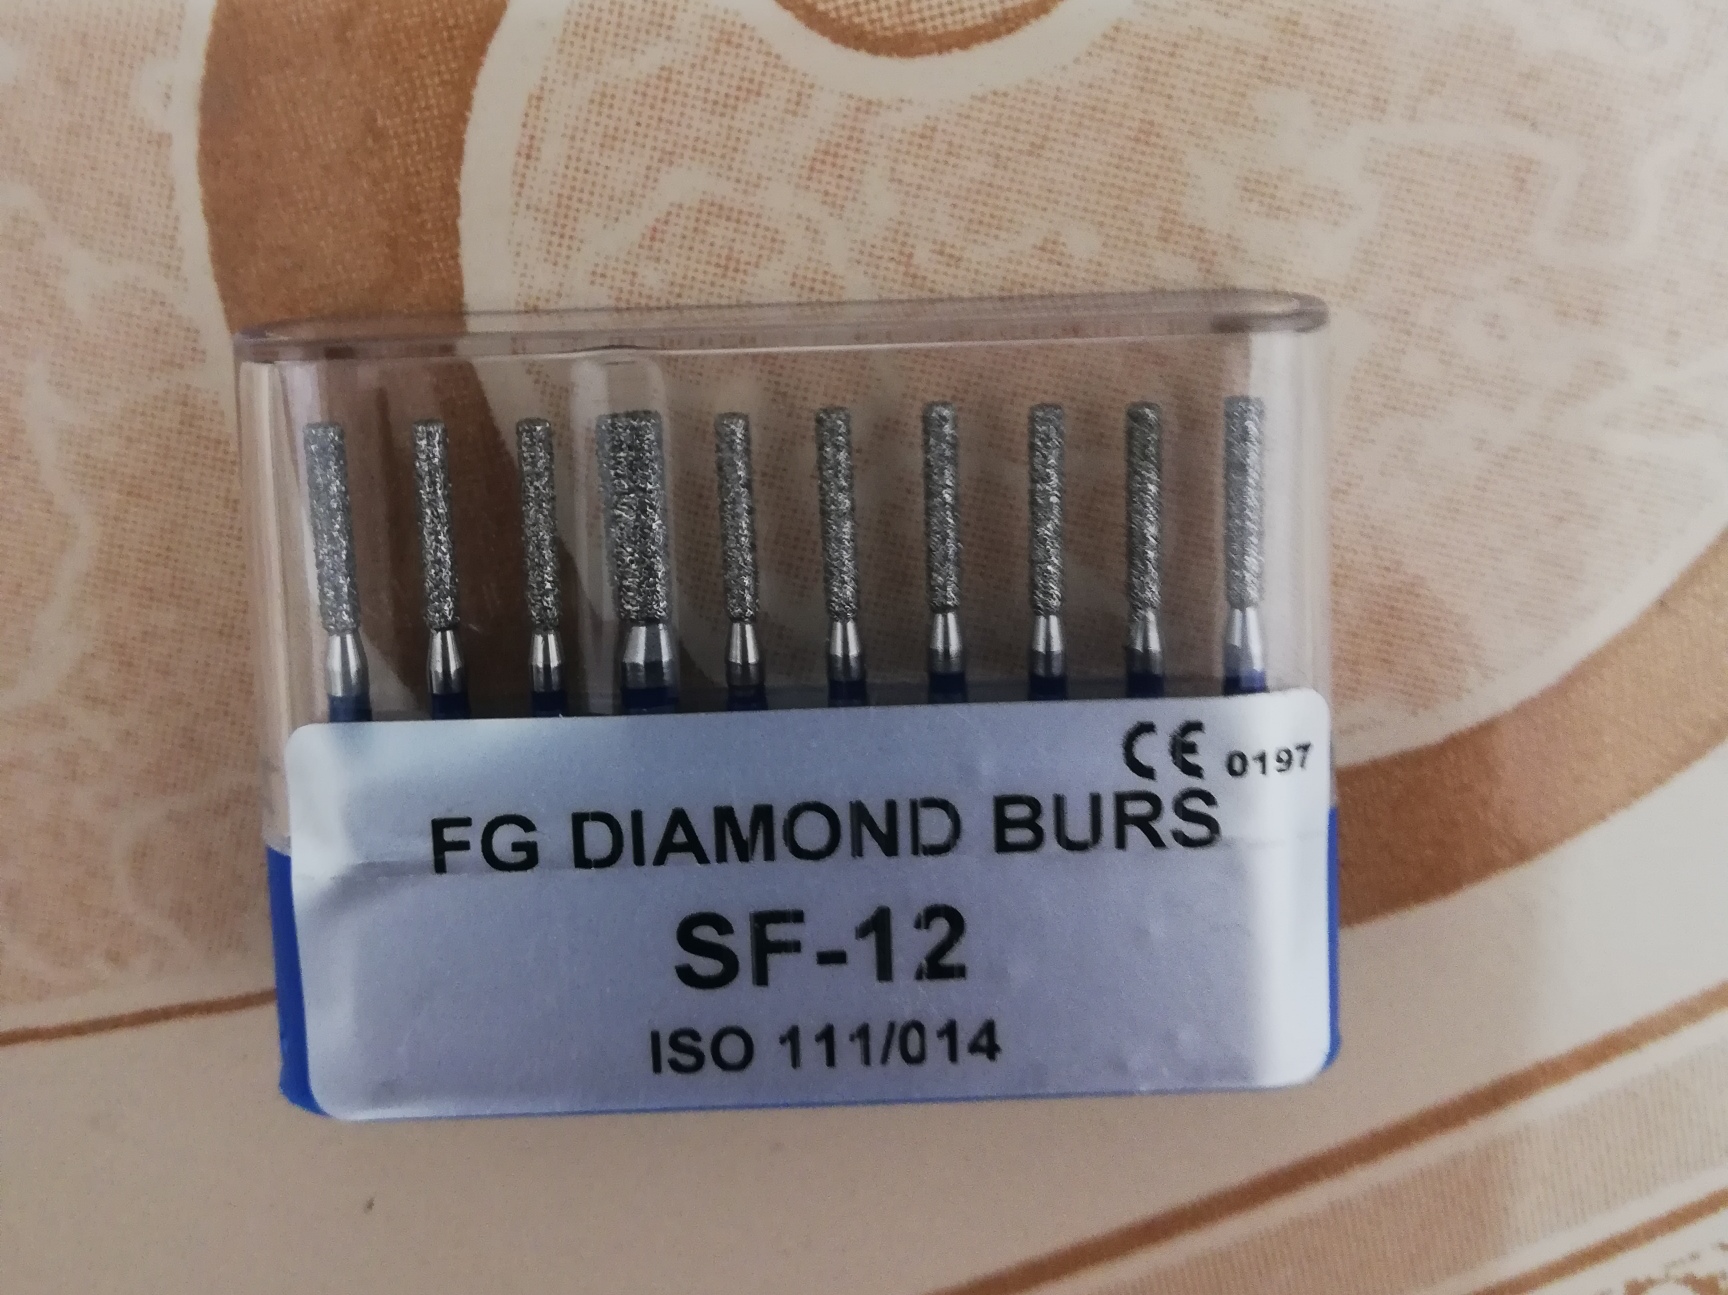 CE 0197
FG DIAMOND BURS
SF-12
ISO 111/014